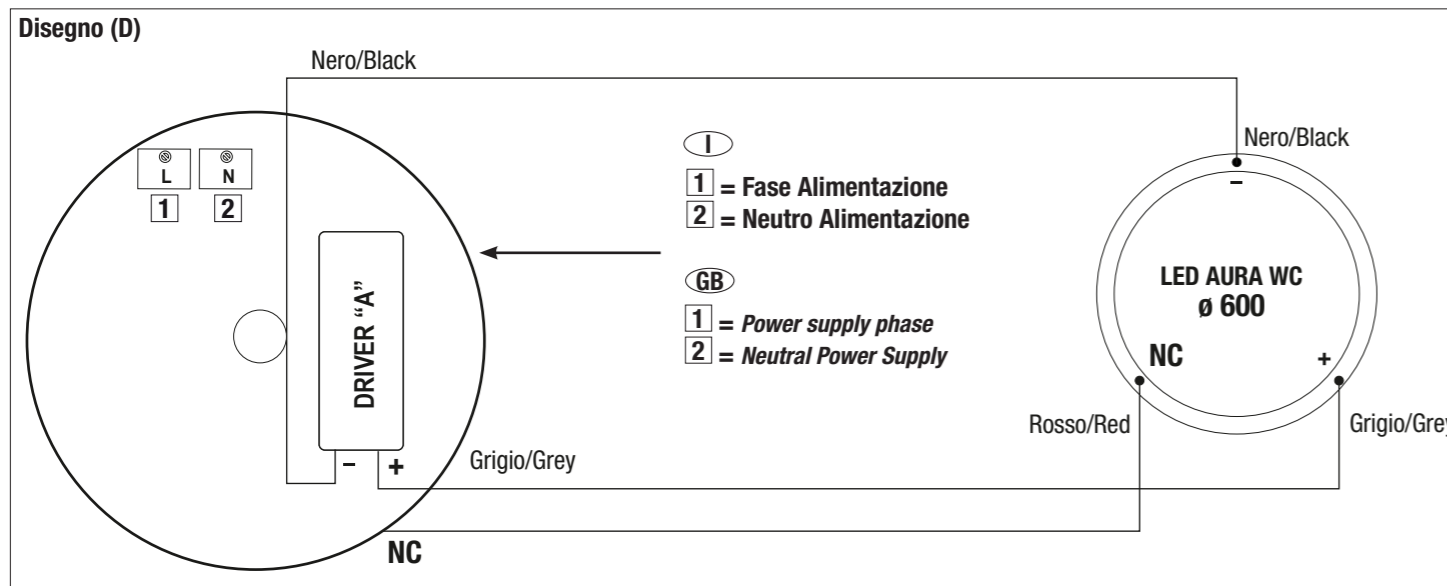 Disegno (D)
Nero/Black
L N
1 2
DRIVER “A”
– +
Grigio/Grey
NC
I
1 = Fase Alimentazione
2 = Neutro Alimentazione
GB
1 = Power supply phase
2 = Neutral Power Supply
Nero/Black
–
LED AURA WC
ø 600
NC +
Rosso/Red
Grigio/Grey